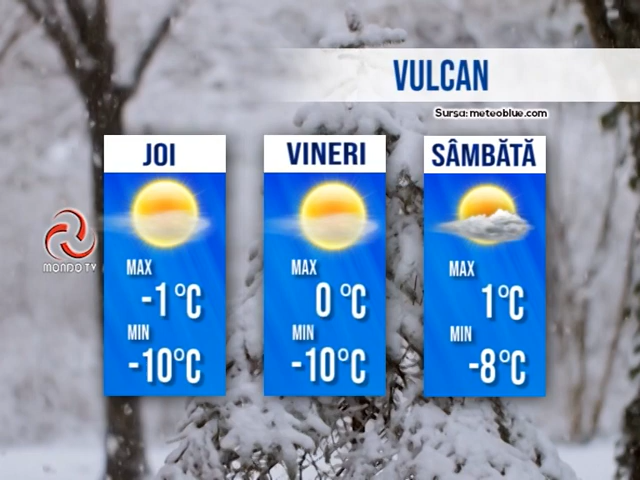 VULCAN
Sursa: meteoblue.com
JOI
MAX
-1°C
MIN
-10°C
VINERI
MAX
0 °C
MIN
-10°C
SÂMBĂTĂ
MAX
1°C
MIN
-8°C
MONDO TV